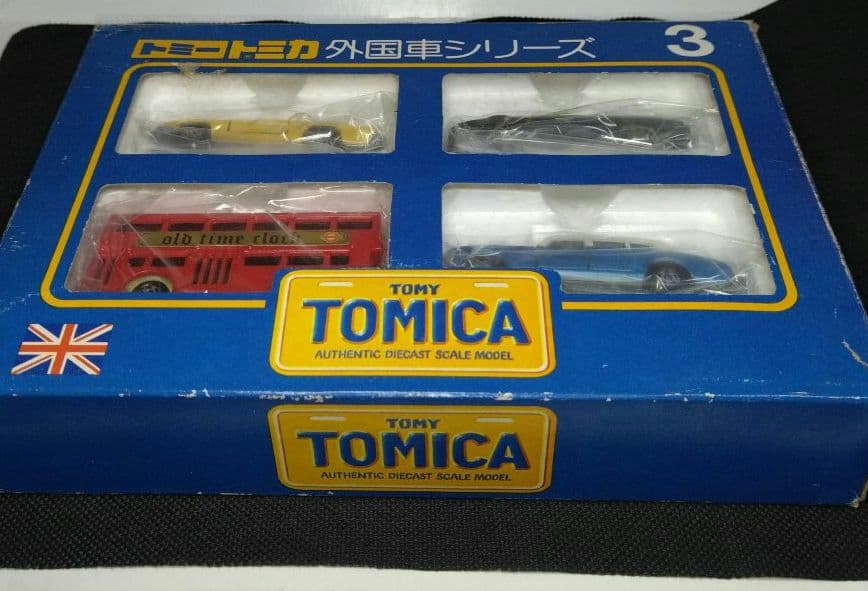 トミコトミカ 外国車シリーズ 3
old time clock
TOMY
TOMICA
AUTHENTIC DIECAST SCALE MODEL
TOMY
TOMICA
AUTHENTIC DIECAST SCALE MODEL